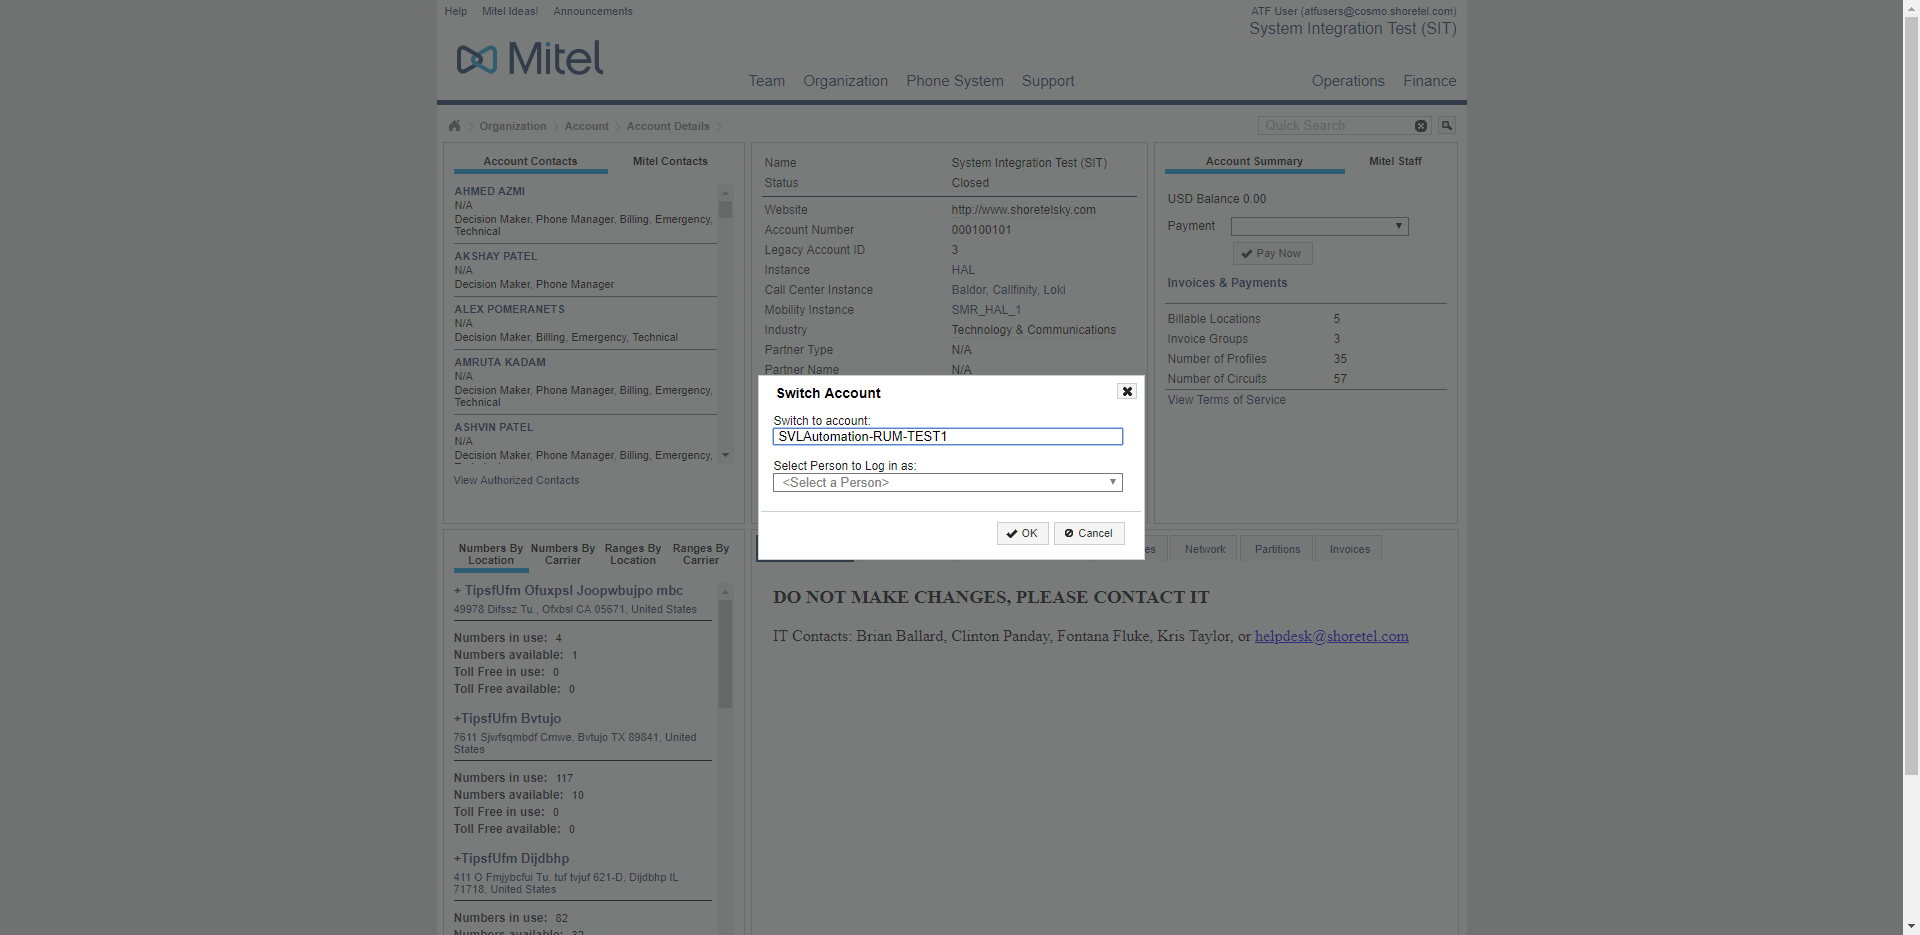 Help Mitel Ideas! Announcements
ATF User (atfusers@cosmo.shoretel.com)
System Integration Test (SIT)
Mitel
Team Organization Phone System Support Operations Finance
Organization Account Account Details
Quick Search
Account Contacts Mitel Contacts
AHMED AZMI
N/A
Decision Maker, Phone Manager, Billing, Emergency,
Technical
AKSHAY PATEL
N/A
Decision Maker, Phone Manager
ALEX POMERANETS
N/A
Decision Maker, Billing, Emergency, Technical
AMRUTA KADAM
N/A
Decision Maker, Phone Manager, Billing, Emergency,
Technical
ASHVIN PATEL
N/A
Decision Maker, Phone Manager, Billing, Emergency,
View Authorized Contacts
Name System Integration Test (SIT)
Status Closed
Website http://www.shoretelsky.com
Account Number 000100101
Legacy Account ID 3
Instance HAL
Call Center Instance Baldor, Callfinity, Loki
Mobility Instance SMR_HAL_1
Industry Technology & Communications
Partner Type N/A
Partner Name N/A
Account Summary Mitel Staff
USD Balance 0.00
Payment
Pay Now
Invoices & Payments
Billable Locations 5
Invoice Groups 3
Number of Profiles 35
Number of Circuits 57
View Terms of Service
Switch Account
Switch to account:
SVLAutomation-RUM-TEST1
Select Person to Log in as:
<Select a Person>
OK Cancel
Numbers By Location Numbers By Carrier Ranges By Location Ranges By Carrier
+ TipsfUfm Ofuxpsl Joopwbujpo mbc
49978 Difssz Tu., Ofxbsl CA 05671, United States
Numbers in use: 4
Numbers available: 1
Toll Free in use: 0
Toll Free available: 0
+TipsfUfm Bvtujo
7611 Sjwfsqmbdf Cmwe, Bvtujo TX 89841, United
States
Numbers in use: 117
Numbers available: 10
Toll Free in use: 0
Toll Free available: 0
+TipsfUfm Dijdbhp
411 O Fmjybcfui Tu, tuf tvjuf 621-D, Dijdbhp IL
71718, United States
Numbers in use: 82
Numbers available: 32
es Network Partitions Invoices
DO NOT MAKE CHANGES, PLEASE CONTACT IT
IT Contacts: Brian Ballard, Clinton Panday, Fontana Fluke, Kris Taylor, or helpdesk@shoretel.com